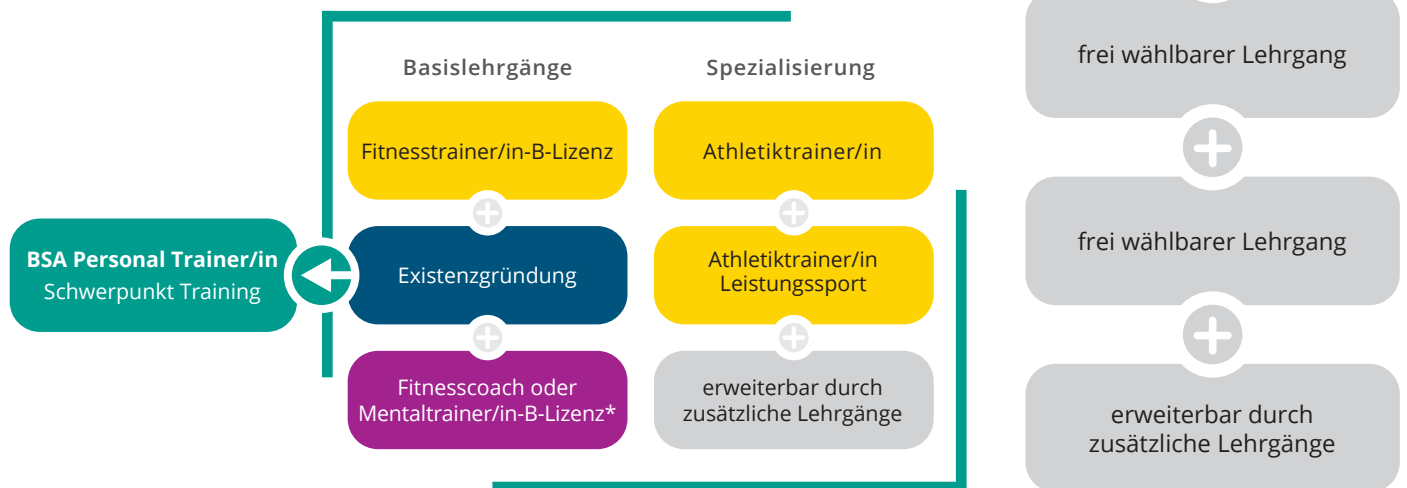 Basislehrgänge
Spezialisierung
Fitnesstrainer/in-B-Lizenz
Athletiktrainer/in
BSA Personal Trainer/in
Schwerpunkt Training
Existenzgründung
Athletiktrainer/in
Leistungssport
Fitnesscoach oder
Mentaltrainer/in-B-Lizenz*
erweiterbar durch
zusätzliche Lehrgänge
frei wählbarer Lehrgang
frei wählbarer Lehrgang
erweiterbar durch
zusätzliche Lehrgänge